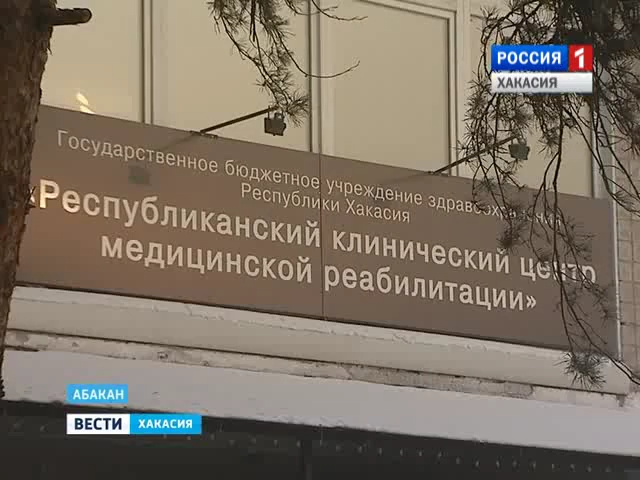 РОССИЯ 1
ХАКАСИЯ
Государственное бюджетное учреждение здравоохранения
Республики Хакасия
«Республиканский клинический центр
медицинской реабилитации»
АБАКАН
ВЕСТИ ХАКАСИЯ